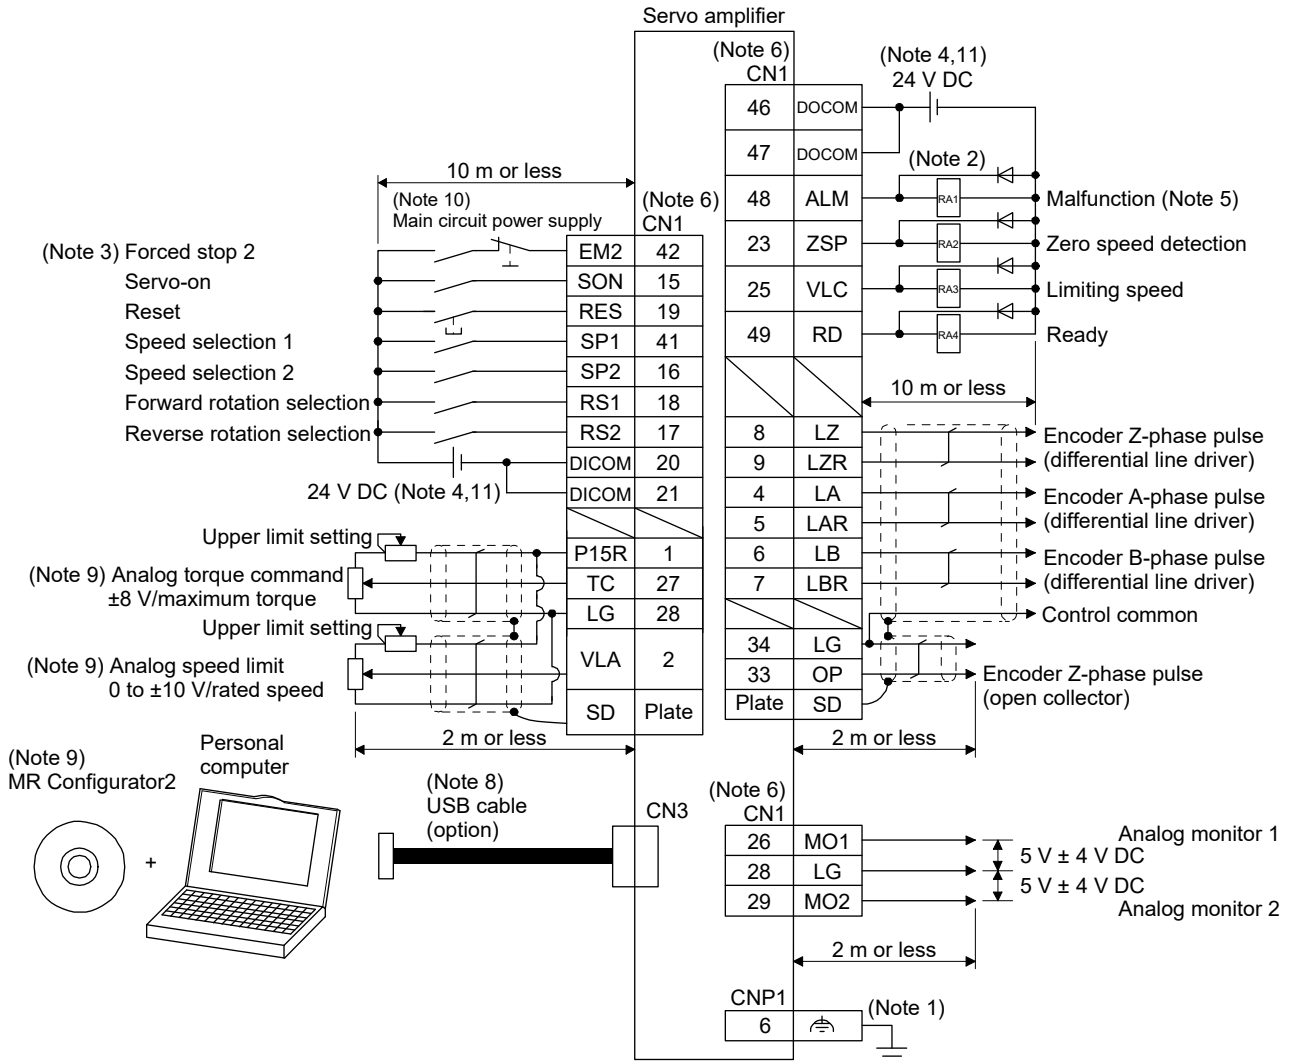 Servo amplifier
(Note 6)
CN1
46 DOCOM
47 DOCOM
48 ALM
23 ZSP
25 VLC
49 RD
(Note 4,11)
24 V DC
(Note 2)
RA1
RA2
RA3
RA4
Malfunction (Note 5)
Zero speed detection
Limiting speed
Ready
10 m or less
8 LZ
9 LZR
4 LA
5 LAR
6 LB
7 LBR
34 LG
33 OP
Plate SD
Encoder Z-phase pulse
(differential line driver)
Encoder A-phase pulse
(differential line driver)
Encoder B-phase pulse
(differential line driver)
Control common
Encoder Z-phase pulse
(open collector)
2 m or less
10 m or less
(Note 10)
Main circuit power supply
(Note 6)
CN1
(Note 3) Forced stop 2
Servo-on
Reset
Speed selection 1
Speed selection 2
Forward rotation selection
Reverse rotation selection
24 V DC (Note 4,11)
EM2 42
SON 15
RES 19
SP1 41
SP2 16
RS1 18
RS2 17
DICOM 20
DICOM 21
P15R 1
TC 27
LG 28
VLA 2
SD Plate
Upper limit setting
(Note 9) Analog torque command
±8 V/maximum torque
Upper limit setting
(Note 9) Analog speed limit
0 to ±10 V/rated speed
2 m or less
(Note 9)
MR Configurator2
+
Personal
computer
(Note 8)
USB cable
(option)
CN3
(Note 6)
CN1
26 MO1
28 LG
29 MO2
Analog monitor 1
5 V ± 4 V DC
5 V ± 4 V DC
Analog monitor 2
2 m or less
CNP1
6
(Note 1)